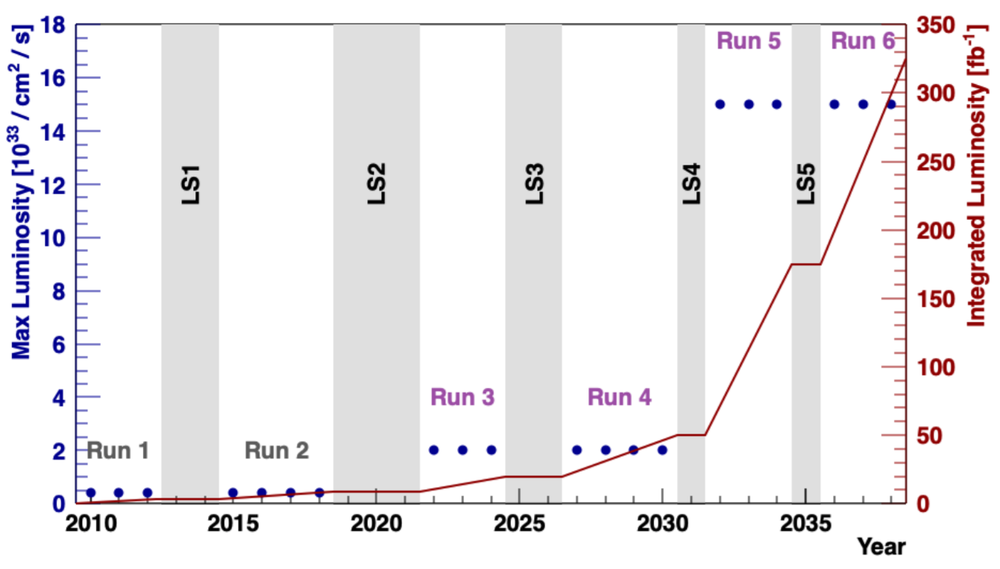 Max Luminosity [10³³ / cm² / s]
18
16
14
12
10
8
6
4
2
0
Run 1
LS1
Run 2
LS2
Run 3
LS3
Run 4
LS4
Run 5
LS5
Run 6
350
300
250
200
150
100
50
0
Integrated Luminosity [fb⁻¹]
2010 2015 2020 2025 2030 2035
Year